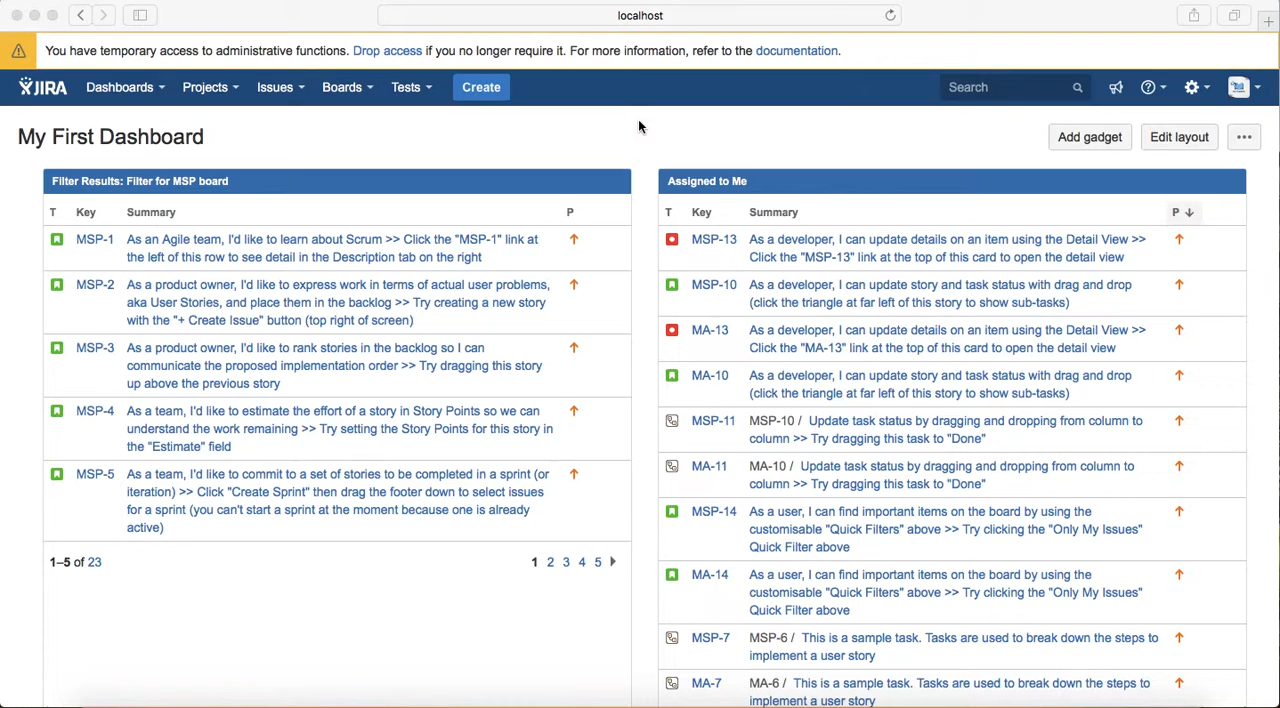 localhost
You have temporary access to administrative functions. Drop access if you no longer require it. For more information, refer to the documentation.
JIRA Dashboards Projects Issues Boards Tests Create Search
My First Dashboard
Add gadget Edit layout
Filter Results: Filter for MSP board
T Key Summary P
MSP-1 As an Agile team, I'd like to learn about Scrum >> Click the "MSP-1" link at
the left of this row to see detail in the Description tab on the right
MSP-2 As a product owner, I'd like to express work in terms of actual user problems,
aka User Stories, and place them in the backlog >> Try creating a new story
with the "+ Create Issue" button (top right of screen)
MSP-3 As a product owner, I'd like to rank stories in the backlog so I can
communicate the proposed implementation order >> Try dragging this story
up above the previous story
MSP-4 As a team, I'd like to estimate the effort of a story in Story Points so we can
understand the work remaining >> Try setting the Story Points for this story in
the "Estimate" field
MSP-5 As a team, I'd like to commit to a set of stories to be completed in a sprint (or
iteration) >> Click "Create Sprint" then drag the footer down to select issues
for a sprint (you can't start a sprint at the moment because one is already
active)
1–5 of 23 1 2 3 4 5
Assigned to Me
T Key Summary P
MSP-13 As a developer, I can update details on an item using the Detail View >>
Click the "MSP-13" link at the top of this card to open the detail view
MSP-10 As a developer, I can update story and task status with drag and drop
(click the triangle at far left of this story to show sub-tasks)
MA-13 As a developer, I can update details on an item using the Detail View >>
Click the "MA-13" link at the top of this card to open the detail view
MA-10 As a developer, I can update story and task status with drag and drop
(click the triangle at far left of this story to show sub-tasks)
MSP-11 MSP-10 / Update task status by dragging and dropping from column to
column >> Try dragging this task to "Done"
MA-11 MA-10 / Update task status by dragging and dropping from column to
column >> Try dragging this task to "Done"
MSP-14 As a user, I can find important items on the board by using the
customisable "Quick Filters" above >> Try clicking the "Only My Issues"
Quick Filter above
MA-14 As a user, I can find important items on the board by using the
customisable "Quick Filters" above >> Try clicking the "Only My Issues"
Quick Filter above
MSP-7 MSP-6 / This is a sample task. Tasks are used to break down the steps to
implement a user story
MA-7 MA-6 / This is a sample task. Tasks are used to break down the steps to
implement a user story